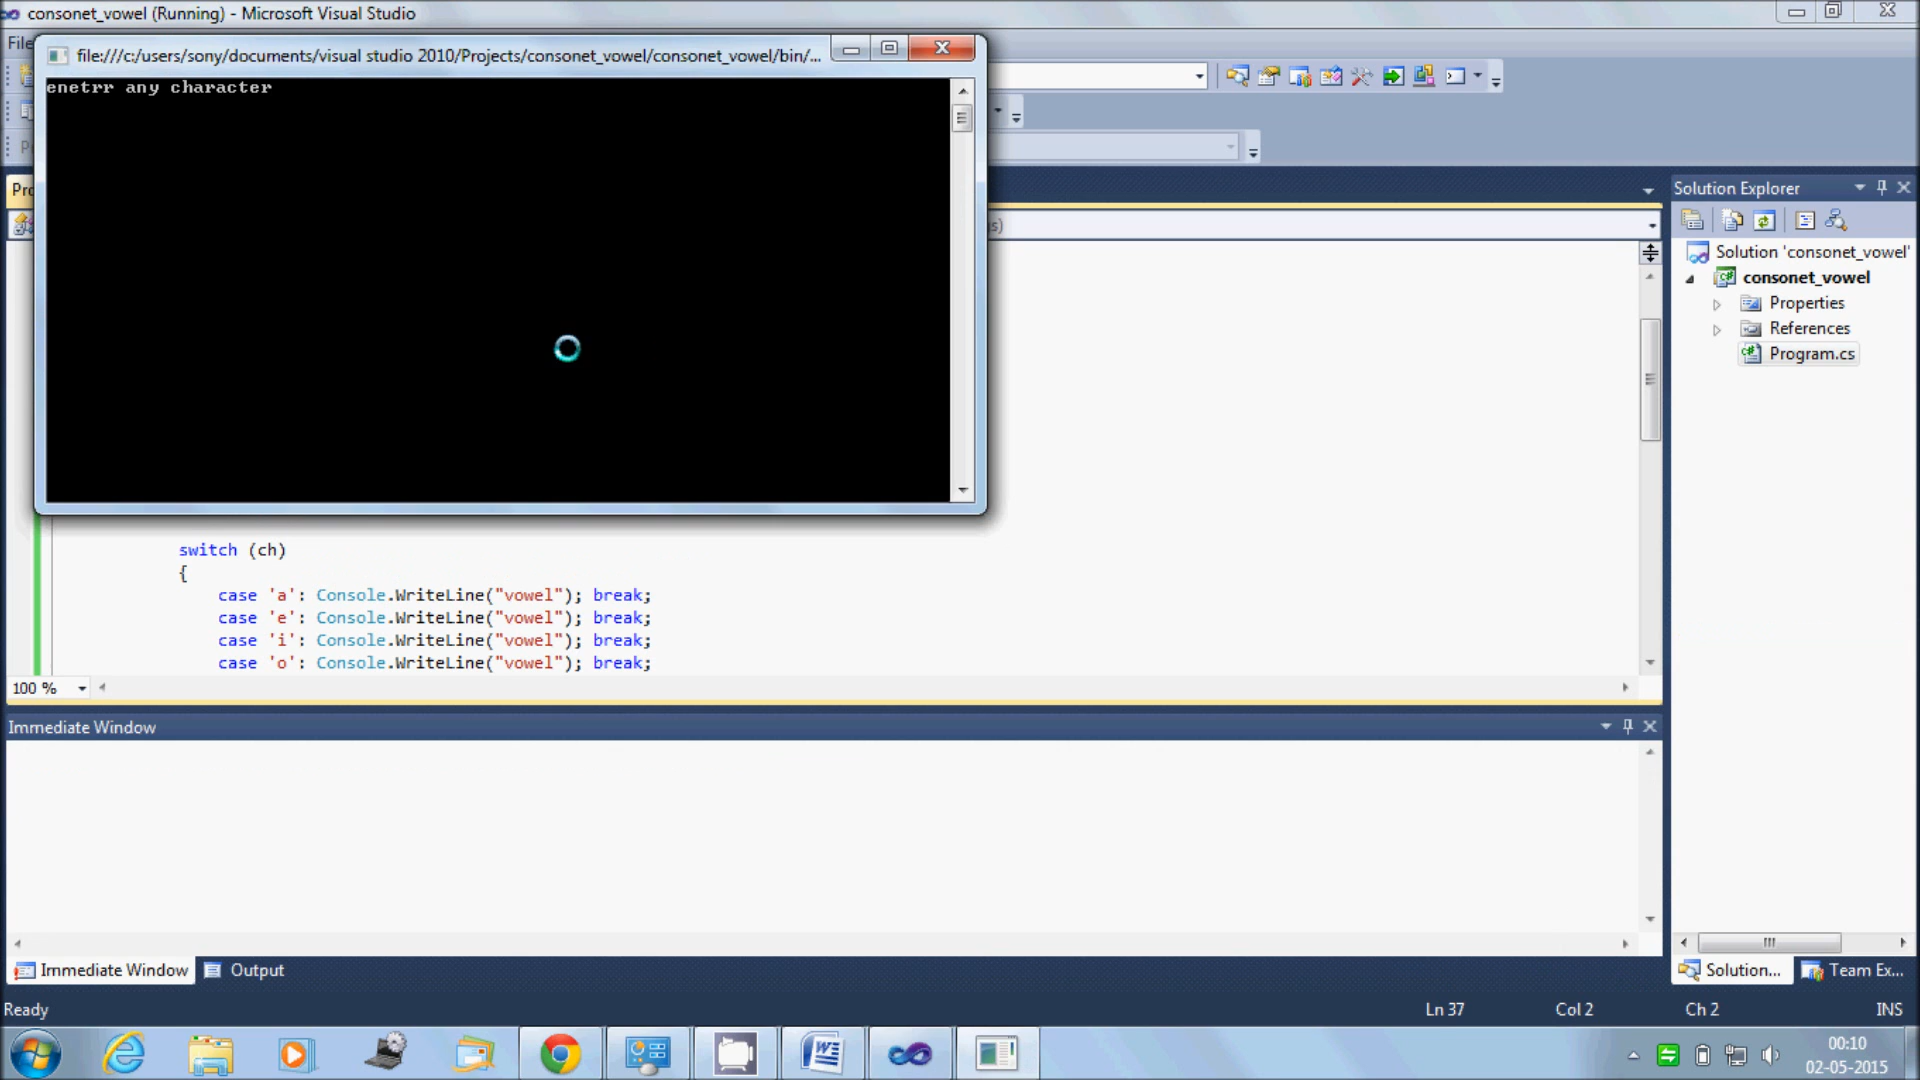 consonet_vowel (Running) - Microsoft Visual Studio
File
file:///c:/users/sony/documents/visual studio 2010/Projects/consonet_vowel/consonet_vowel/bin/...
enetrr any character
Solution Explorer
Solution 'consonet_vowel'
consonet_vowel
Properties
References
Program.cs
switch (ch)
{
case 'a': Console.WriteLine("vowel"); break;
case 'e': Console.WriteLine("vowel"); break;
case 'i': Console.WriteLine("vowel"); break;
case 'o': Console.WriteLine("vowel"); break;
100 %
Immediate Window
Immediate Window
Output
Solution...
Team Ex...
Ready
Ln 37
Col 2
Ch 2
INS
00:10
02-05-2015